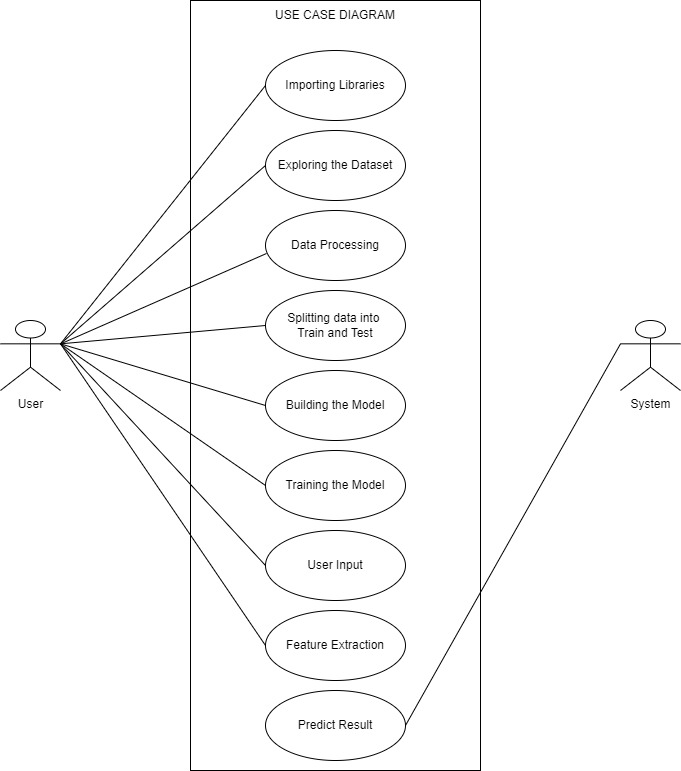 USE CASE DIAGRAM
Importing Libraries
Exploring the Dataset
Data Processing
Splitting data into
Train and Test
Building the Model
Training the Model
User Input
Feature Extraction
Predict Result
User
System